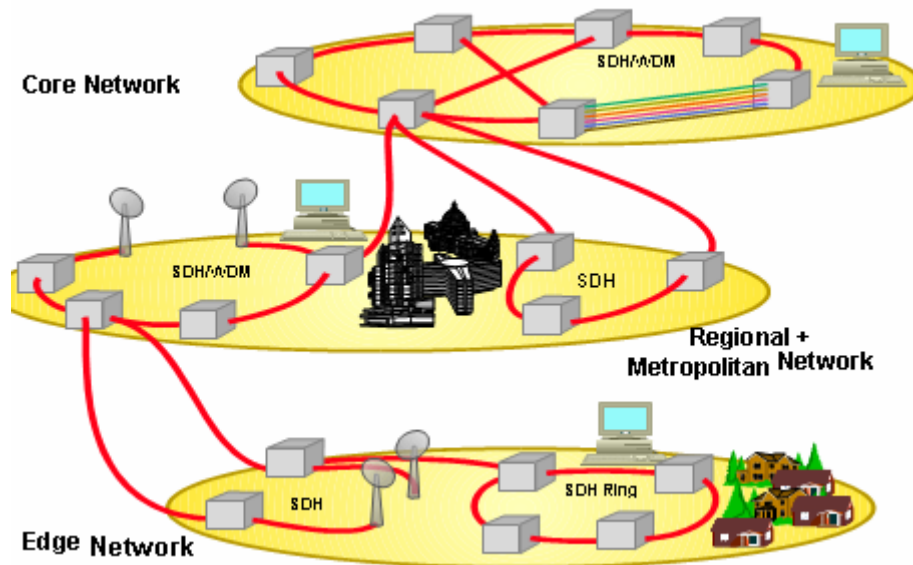 SDH/WDM
Core Network
SDH/WDM
SDH
Regional +
Metropolitan Network
SDH
SDH Ring
Edge Network